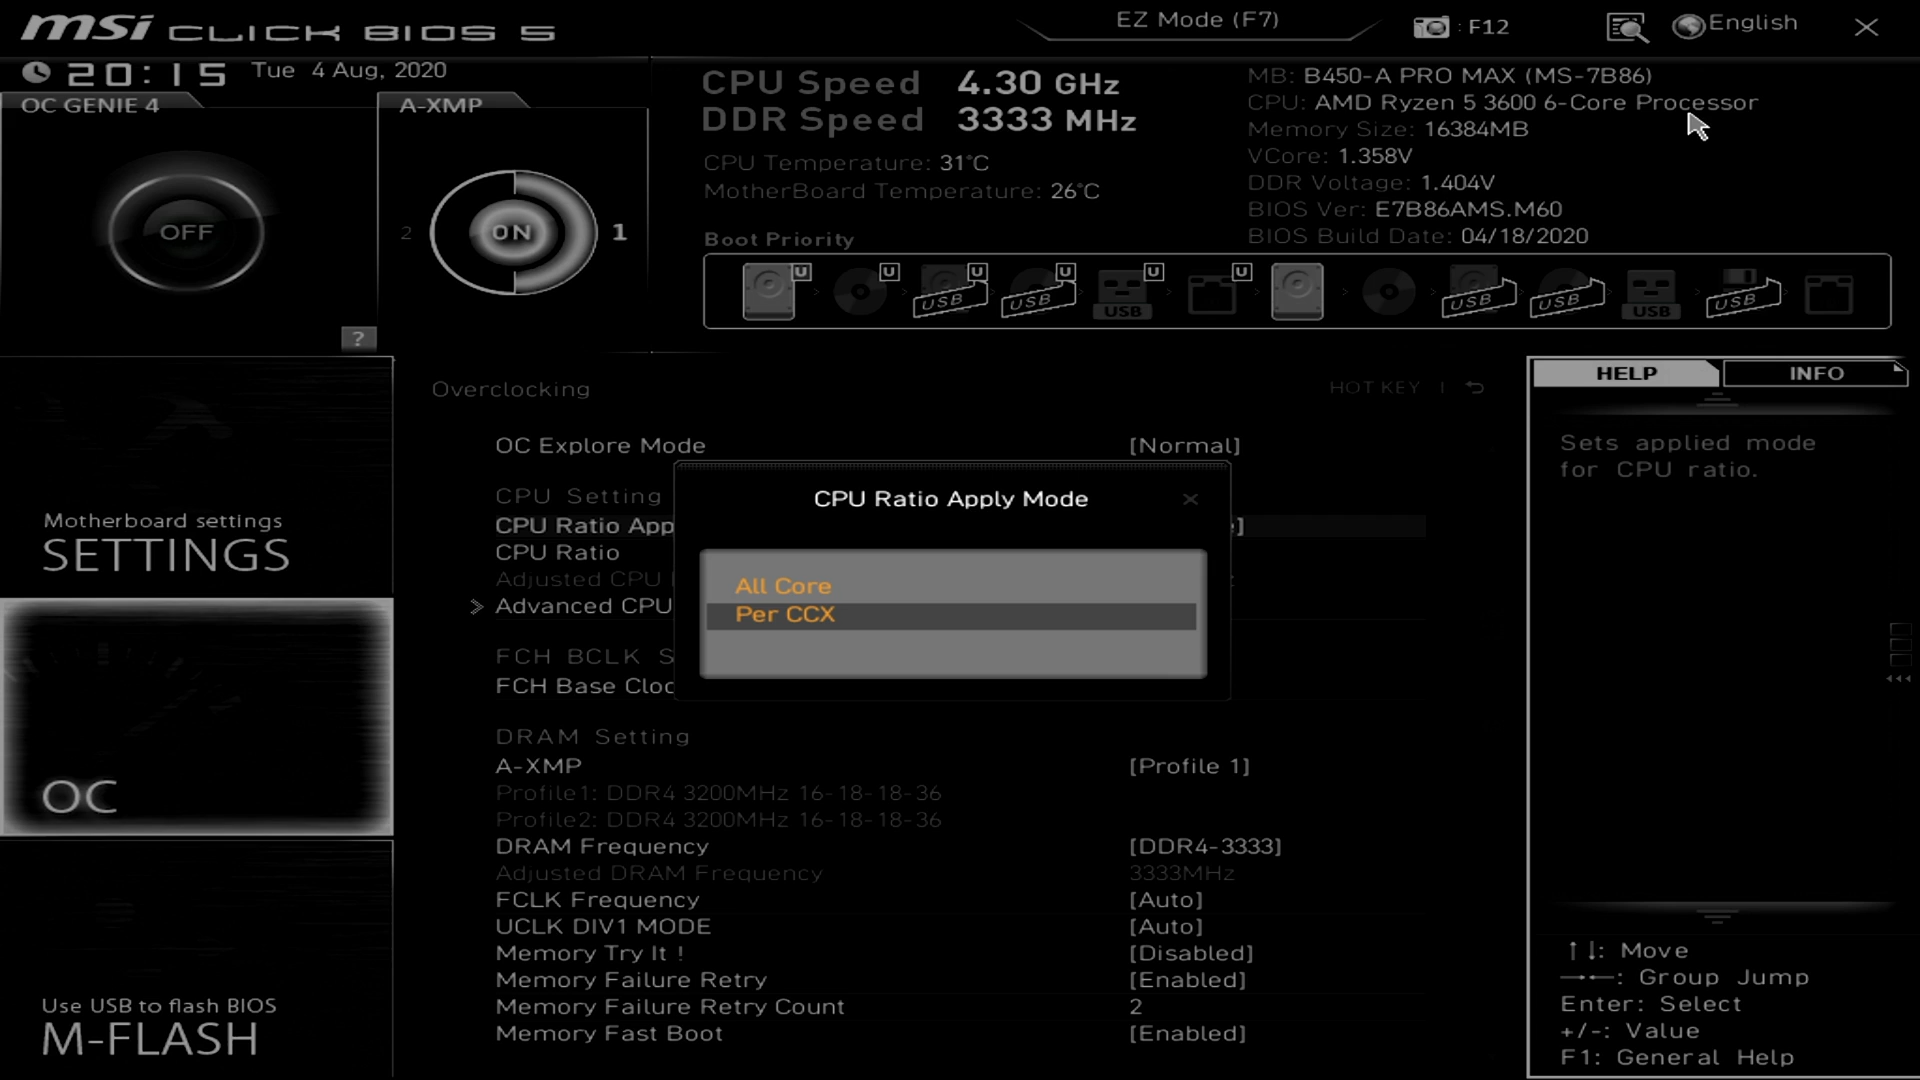 msi CLICK BIOS 5
EZ Mode (F7)
: F12
English
20:15 Tue 4 Aug, 2020
OC GENIE 4
OFF
?
A-XMP
2
ON
1
CPU Speed 4.30 GHz
DDR Speed 3333 MHz
CPU Temperature: 31°C
MotherBoard Temperature: 26°C
MB: B450-A PRO MAX (MS-7B86)
CPU: AMD Ryzen 5 3600 6-Core Processor
Memory Size: 16384MB
VCore: 1.358V
DDR Voltage: 1.404V
BIOS Ver: E7B86AMS.M60
BIOS Build Date: 04/18/2020
Boot Priority
U U U U U U
USB USB USB USB USB USB USB
Motherboard settings
SETTINGS
OC
Use USB to flash BIOS
M-FLASH
Overclocking
HOT KEY |
OC Explore Mode [Normal]
CPU Setting
CPU Ratio App
CPU Ratio
Adjusted CPU
> Advanced CPU
FCH BCLK S
FCH Base Cloc
CPU Ratio Apply Mode
All Core
Per CCX
DRAM Setting
A-XMP [Profile 1]
Profile1: DDR4 3200MHz 16-18-18-36
Profile2: DDR4 3200MHz 16-18-18-36
DRAM Frequency [DDR4-3333]
Adjusted DRAM Frequency 3333MHz
FCLK Frequency [Auto]
UCLK DIV1 MODE [Auto]
Memory Try It ! [Disabled]
Memory Failure Retry [Enabled]
Memory Failure Retry Count 2
Memory Fast Boot [Enabled]
HELP
INFO
Sets applied mode
for CPU ratio.
↑↓: Move
→←: Group Jump
Enter: Select
+/-: Value
F1: General Help